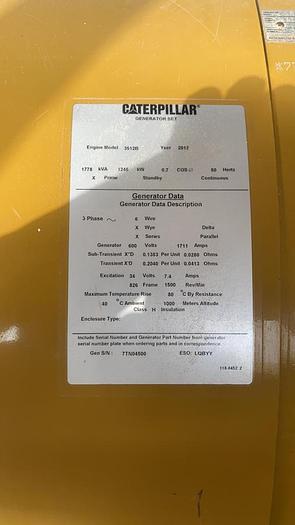 CATERPILLAR®
GENERATOR SET
Engine Model 3512B Year 2012
1778 kVA 1245 kW 0.7 COS 50 Hertz
X Prime Standby Continuous
Generator Data
Generator Data Description
3 Phase 6 Wire
X Wye Delta
X Series Parallel
Generator 600 Volts 1711 Amps
Sub-Transient X"D 0.1383 Per Unit 0.0280 Ohms
Transient X'D 0.2040 Per Unit 0.0413 Ohms
Excitation 34 Volts 7.4 Amps
826 Frame 1500 Rev/Min
Maximum Temperature Rise 80 °C By Resistance
40 °C Ambient 1000 Meters Altitude
Class H Insulation
Enclosure Type:
Include Serial Number and Generator Part Number from generator
serial number plate when ordering parts and in correspondence.
Gen S/N : 7TN04500 ESO: LQBYY